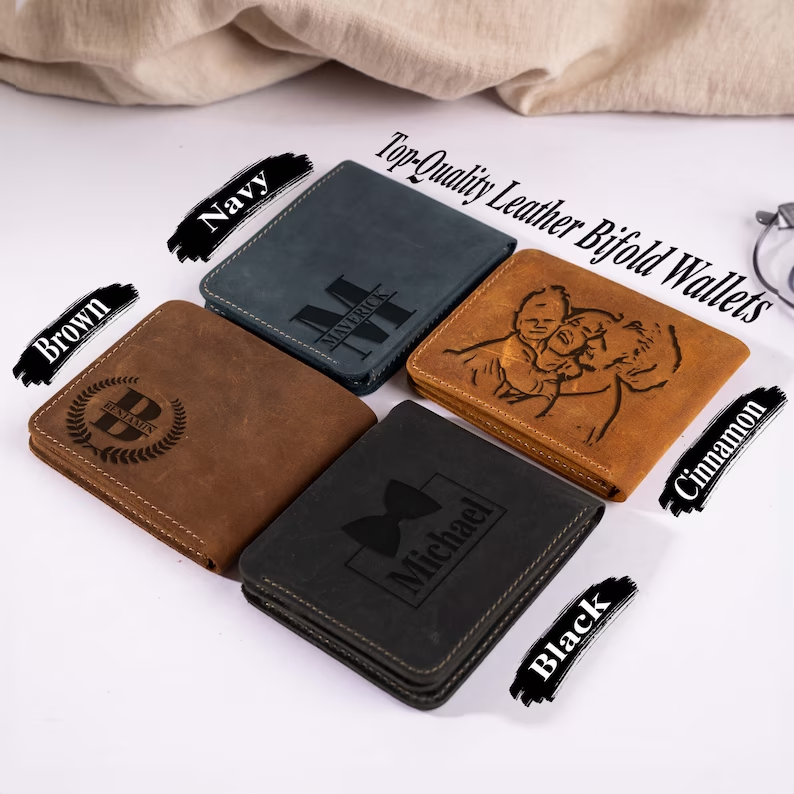 Top-Quality Leather Bifold Wallets
Navy
M
MAVERICK
Brown
B
BENJAMIN
Cinnamon
Michael
Black